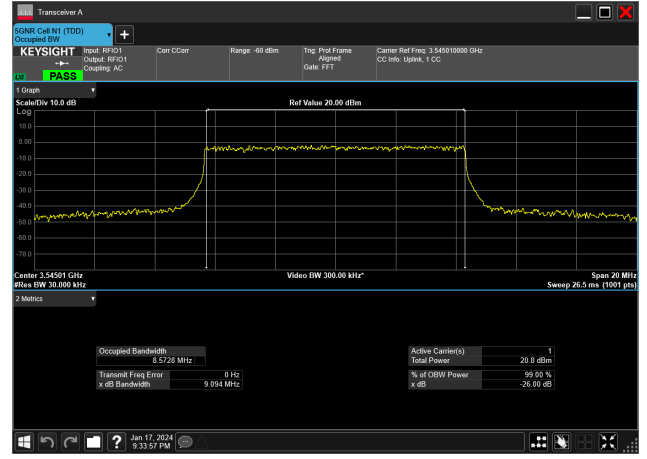 Transceiver A
5GNR Cell N1 (TDD)
Occupied BW
KEYSIGHT
LVI
PASS
Input: RFIO1
Output: RFIO1
Coupling: AC
Corr CCorr
Range: -60 dBm
Trig: Prot Frame
Aligned
Gate: FFT
Carrier Ref Freq: 3.545010000 GHz
CC Info: Uplink, 1 CC
1 Graph
Scale/Div 10.0 dB
Ref Value 20.00 dBm
Log
10.0
0.00
-10.0
-20.0
-30.0
-40.0
-50.0
-60.0
-70.0
Center 3.54501 GHz
Video BW 300.00 kHz*
Span 20 MHz
#Res BW 30.000 kHz
Sweep 26.5 ms (1001 pts)
2 Metrics
Occupied Bandwidth
8.5728 MHz
Transmit Freq Error 0 Hz
x dB Bandwidth 9.094 MHz
Active Carrier(s) 1
Total Power 20.8 dBm
% of OBW Power 99.00 %
x dB -26.00 dB
Jan 17, 2024
9:33:57 PM